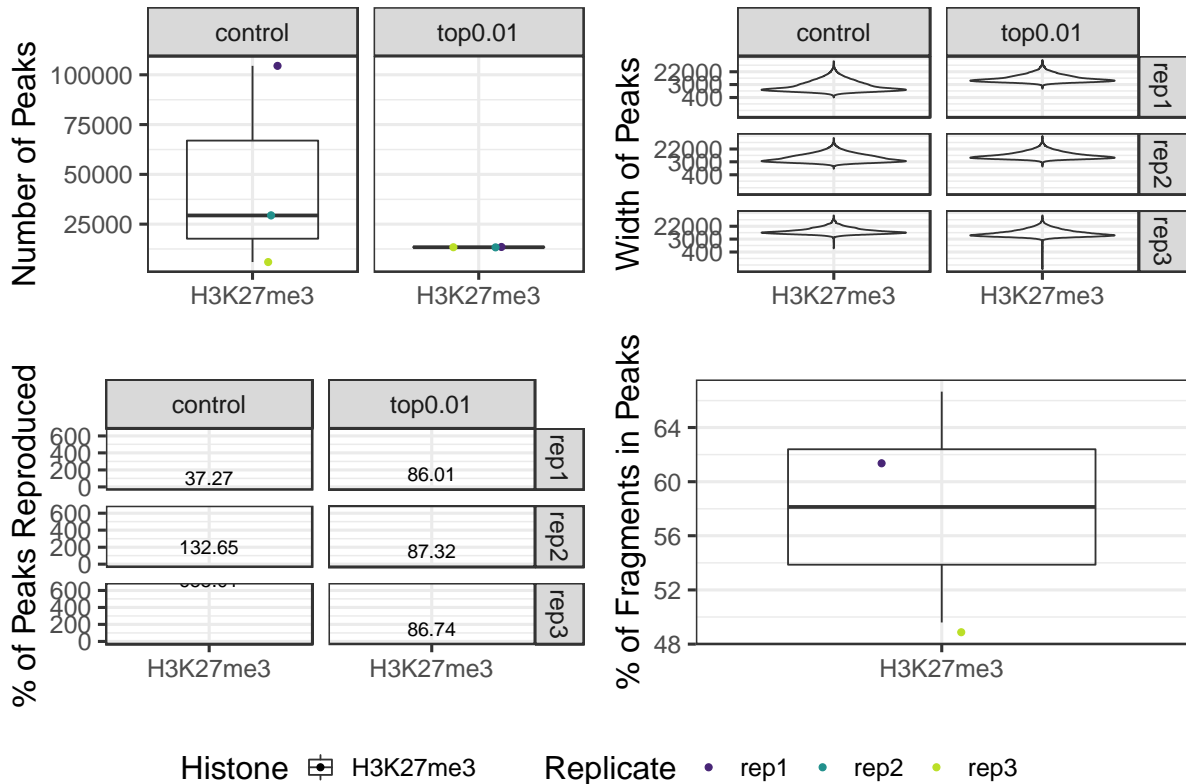 Number of Peaks
control
top0.01
100000
75000
50000
25000
H3K27me3
H3K27me3
Width of Peaks
control
top0.01
22000
3000
400
rep1
22000
3000
400
rep2
22000
3000
400
rep3
H3K27me3
H3K27me3
% of Peaks Reproduced
control
top0.01
600
400
200
0
37.27
86.01
rep1
600
400
200
0
132.65
87.32
rep2
600
400
200
0
86.74
rep3
H3K27me3
H3K27me3
% of Fragments in Peaks
64
60
56
52
48
H3K27me3
Histone H3K27me3 Replicate rep1 rep2 rep3